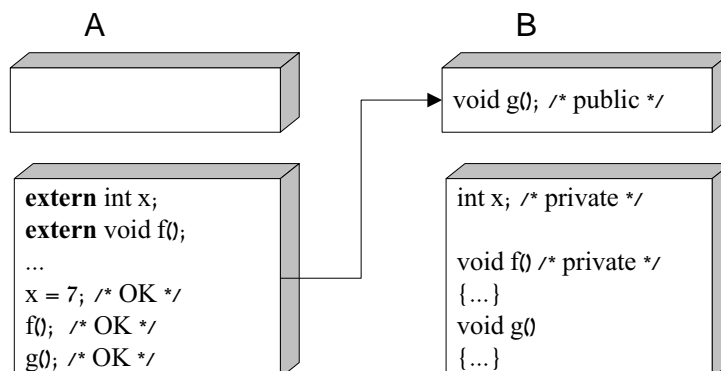 A
B
void g(); /* public */
extern int x;
extern void f();
...
x = 7; /* OK */
f(); /* OK */
g(); /* OK */
int x; /* private */
void f() /* private */
{...}
void g()
{...}